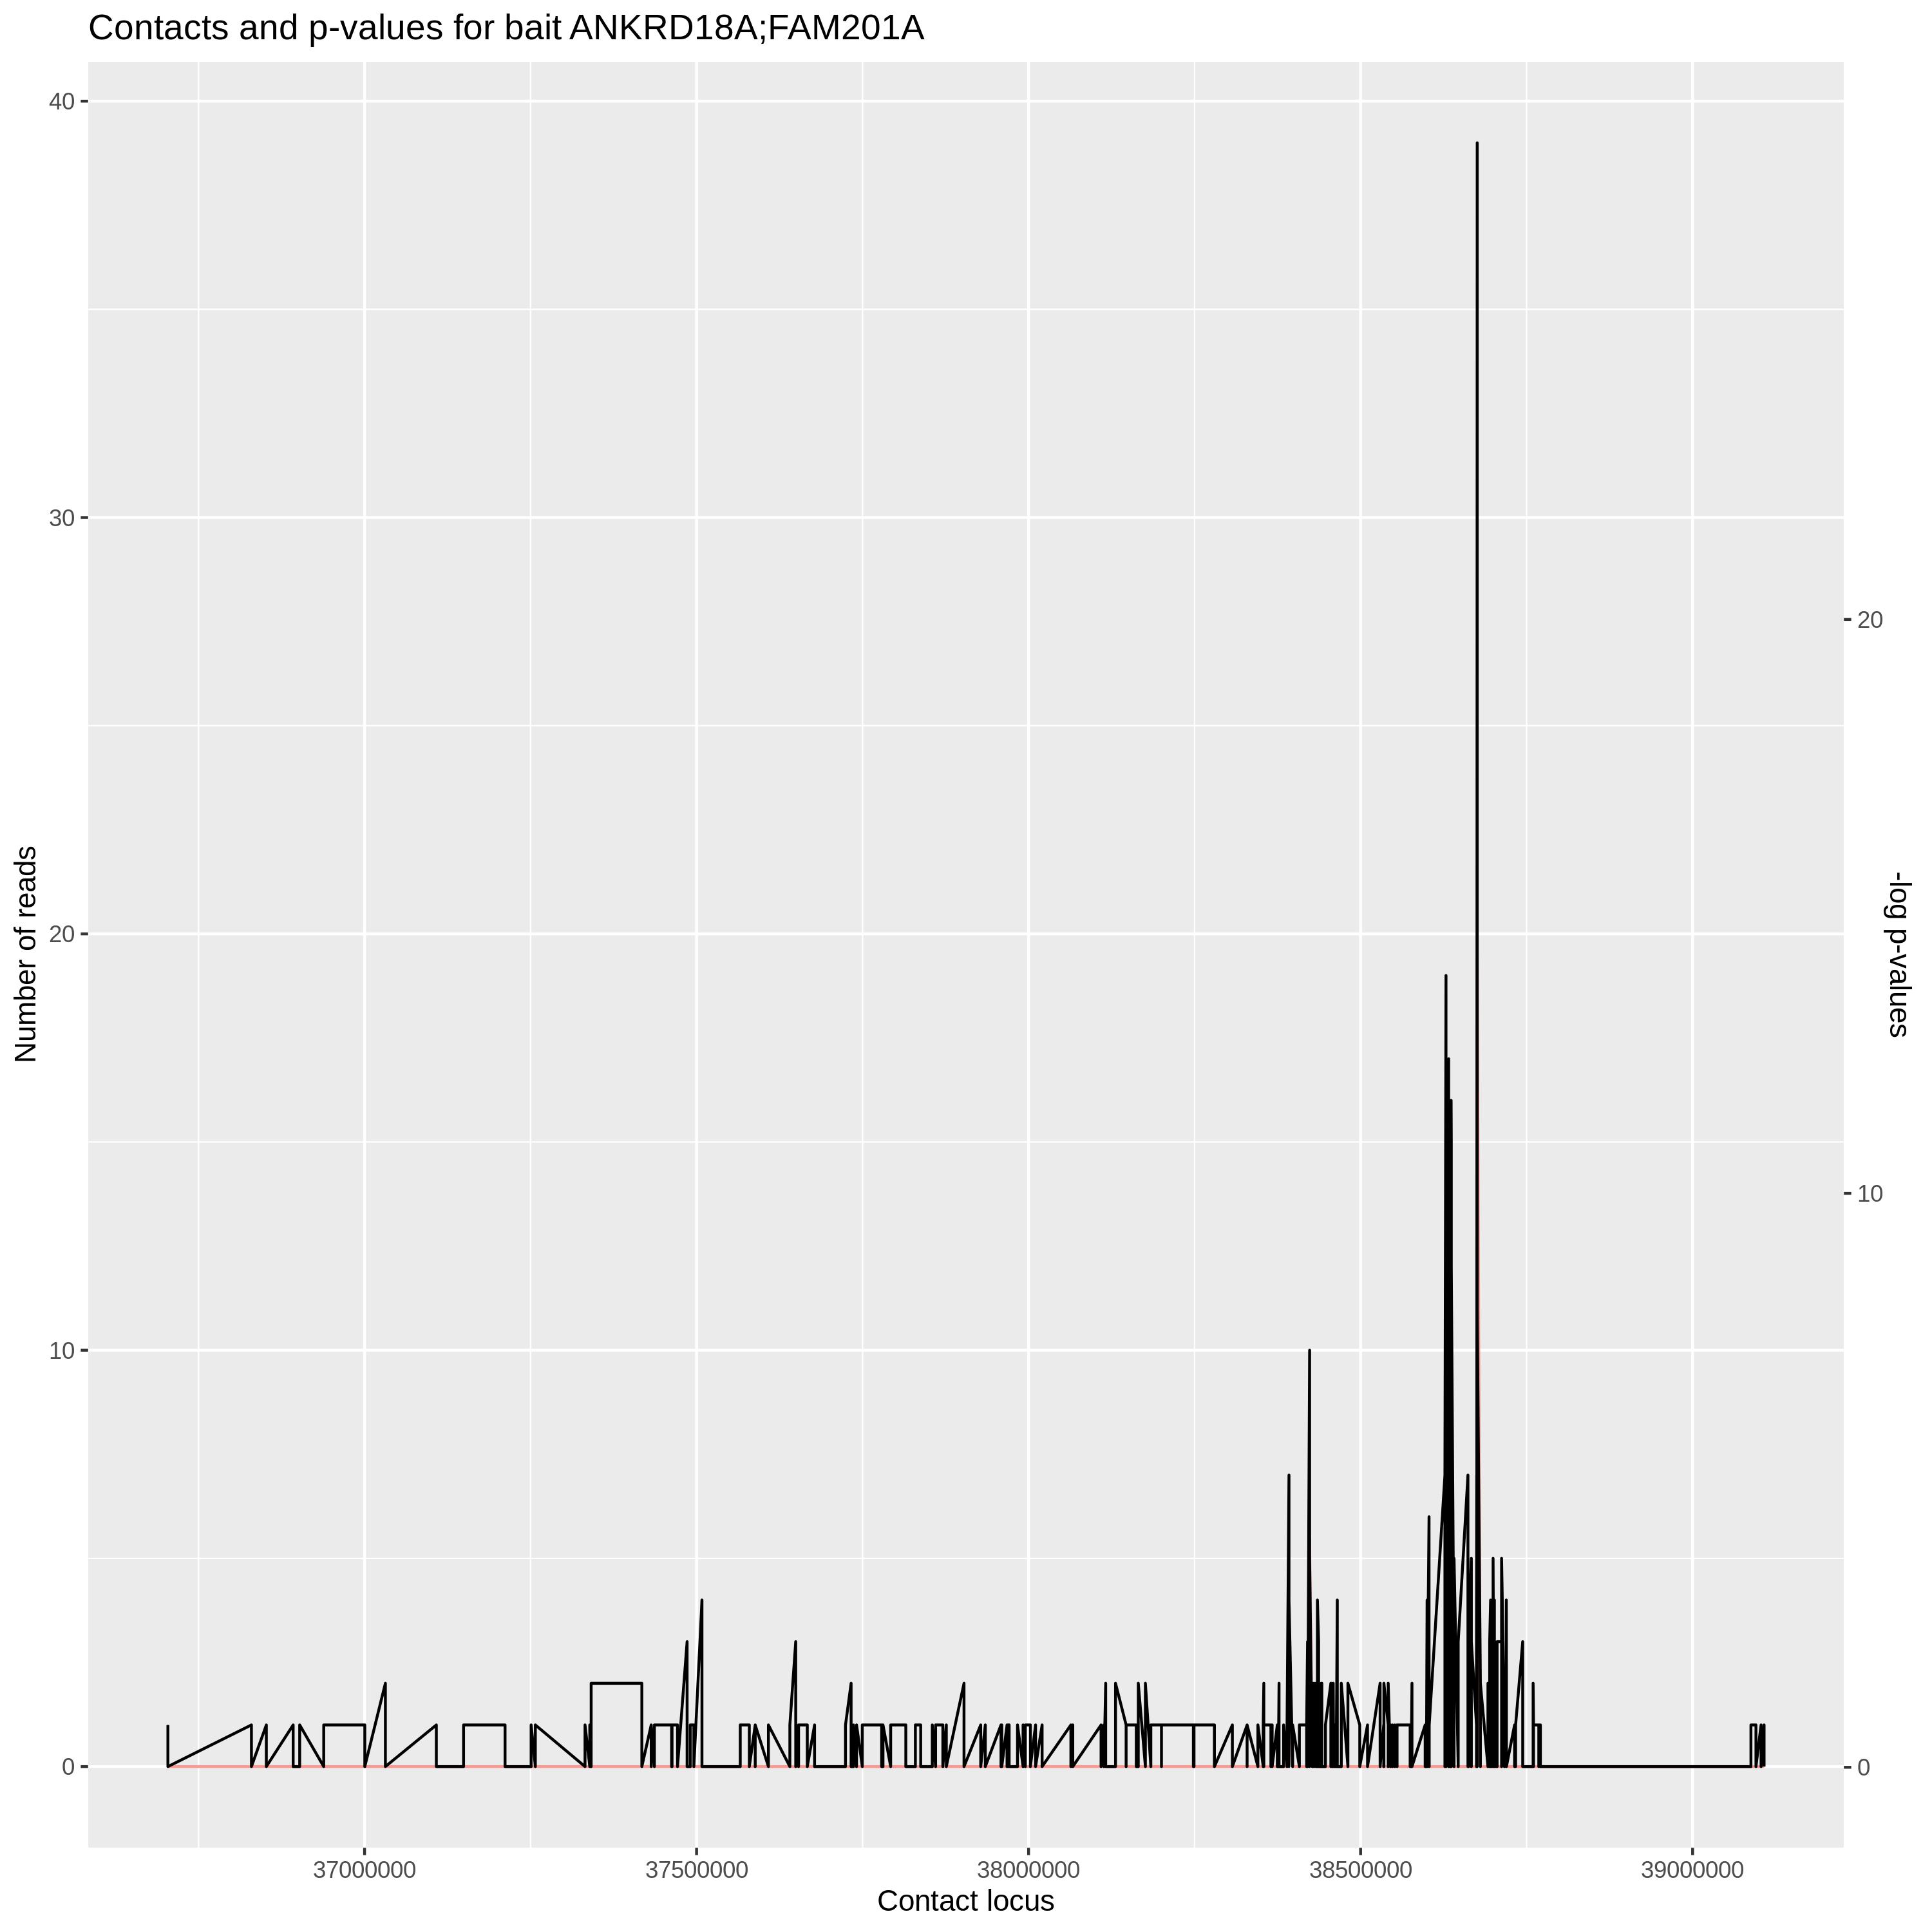 Contacts and p-values for bait ANKRD18A;FAM201A
40
30
20
10
0
Number of reads
20
10
0
-log p-values
37000000 37500000 38000000 38500000 39000000
Contact locus